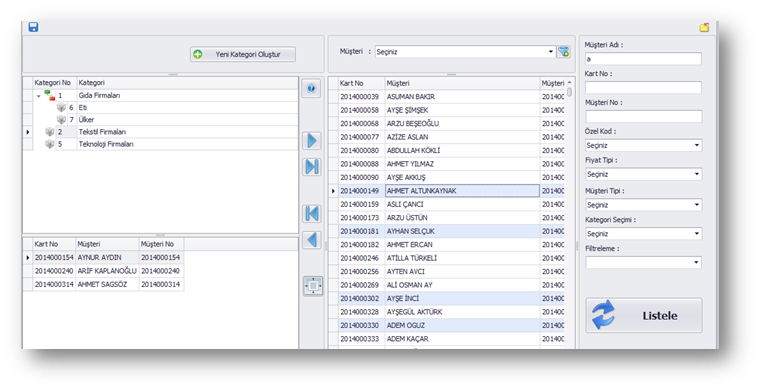 Yeni Kategori Oluştur
Kategori No Kategori
1 Gıda Firmaları
6 Eti
7 Ülker
2 Tekstil Firmaları
5 Teknoloji Firmaları
Kart No Müşteri Müşteri No
2014000154 AYNUR AYDIN 2014000154
2014000240 ARİF KAPLANOĞLU 2014000240
2014000314 AHMET SAGSÖZ 2014000314
Müşteri : Seçiniz
Kart No Müşteri Müşteri
2014000039 ASUMAN BAKIR 201400
2014000058 AYŞE ŞİMŞEK 201400
2014000068 ARZU BEŞEOĞLU 201400
2014000077 AZİZE ASLAN 201400
2014000080 ABDULLAH KÖKLİ 201400
2014000088 AHMET YILMAZ 201400
2014000090 AYŞE AKKUŞ 201400
2014000149 AHMET ALTUNKAYNAK 201400
2014000159 ASLI ÇANCI 201400
2014000173 ARZU ÜSTÜN 201400
2014000181 AYHAN SELÇUK 201400
2014000182 AHMET ERCAN 201400
2014000246 ATİLLA TÜRKELİ 201400
2014000256 AYTEN AVCI 201400
2014000269 ALİ OSMAN AY 201400
2014000302 AYŞE İNCİ 201400
2014000328 AYŞEGÜL AKTÜRK 201400
2014000330 ADEM OGUZ 201400
2014000333 ADEM KAÇAR 201400
Müşteri Adı :
a
Kart No :
Müşteri No :
Özel Kod :
Seçiniz
Fiyat Tipi :
Seçiniz
Müşteri Tipi :
Seçiniz
Kategori Seçimi :
Seçiniz
Filtreleme :
Listele